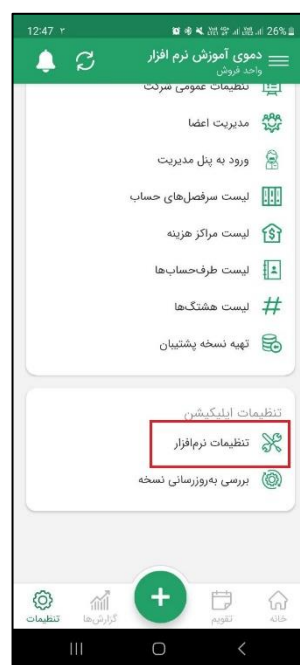 12:47
26%
دموی آموزش نرم افزار
واحد فروش
تنظیمات عمومی شرکت
مدیریت اعضا
ورود به پنل مدیریت
لیست سرفصل‌های حساب
لیست مراکز هزینه
لیست طرف‌حساب‌ها
لیست هشتگ‌ها
تهیه نسخه پشتیبان
تنظیمات اپلیکیشن
تنظیمات نرم‌افزار
بررسی به‌روزرسانی نسخه
خانه تقویم گزارش‌ها تنظیمات